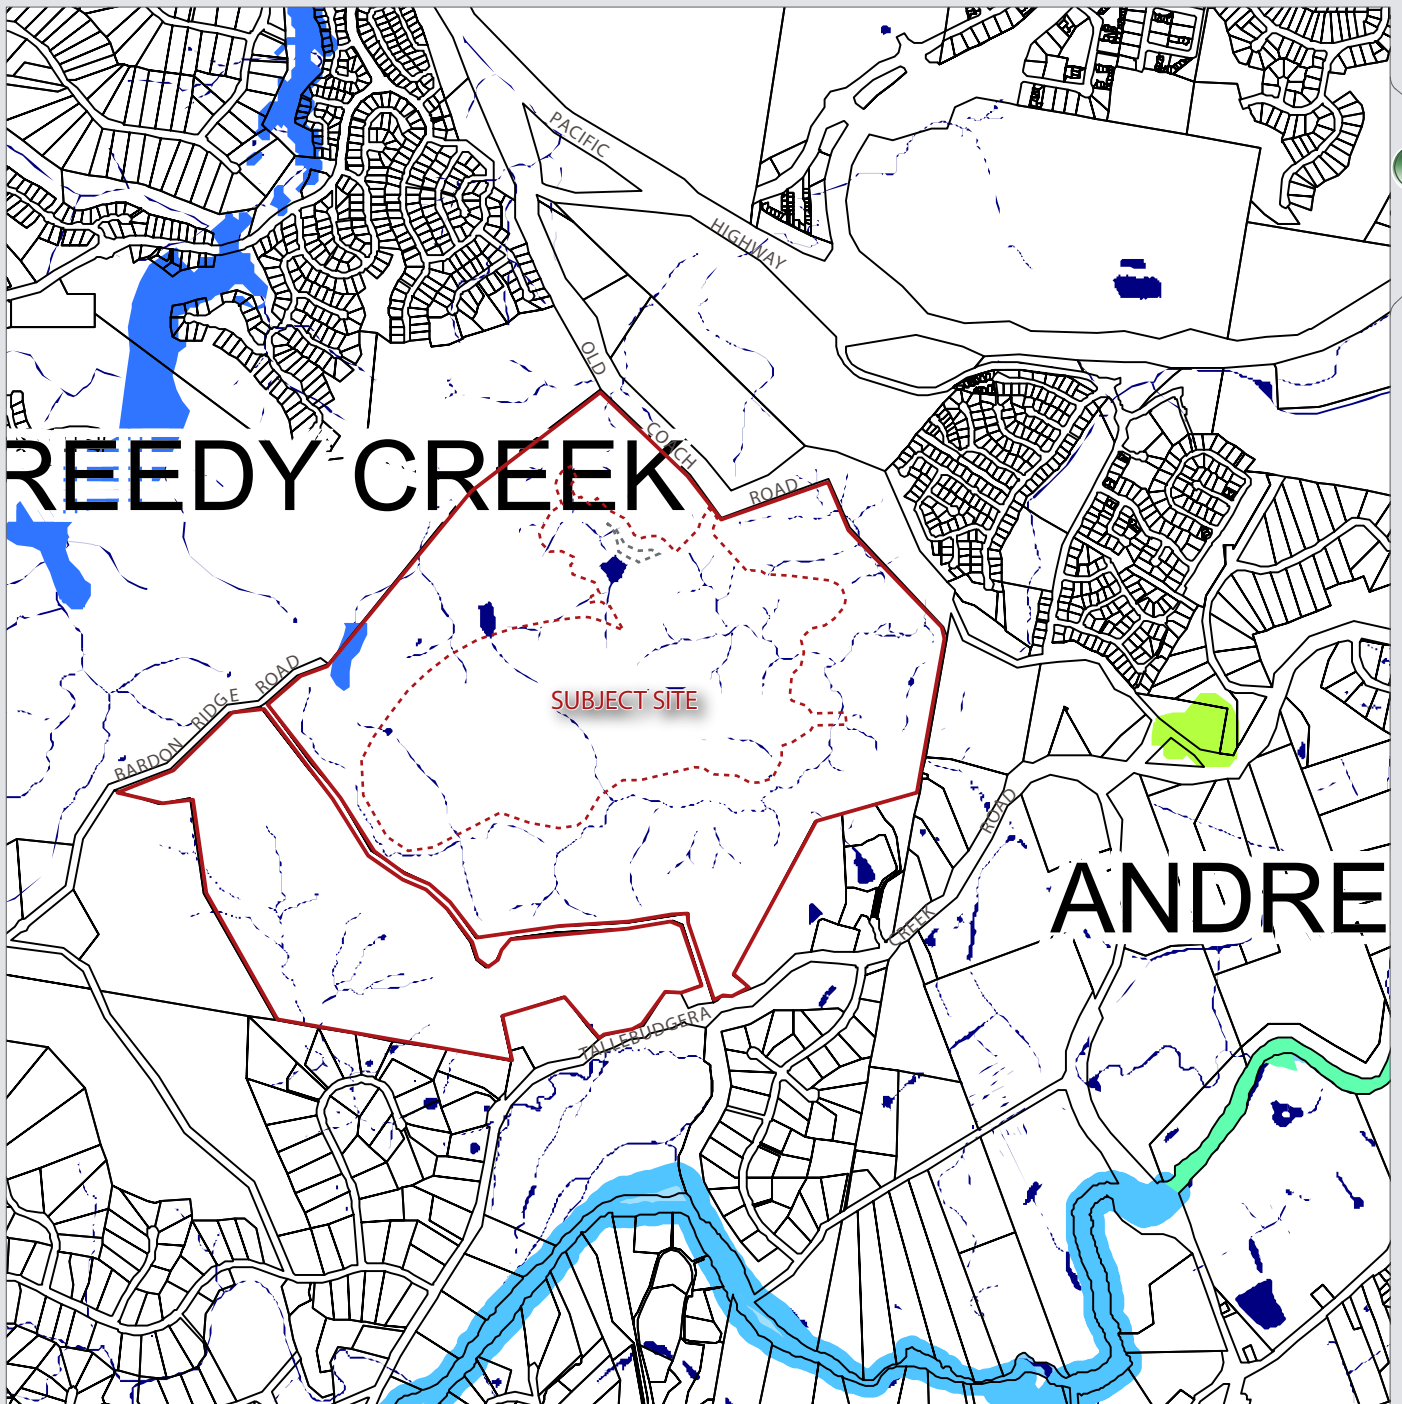 PACIFIC
HIGHWAY
OLD
COACH
ROAD
REEDY CREEK
SUBJECT SITE
BARDON RIDGE ROAD
ROAD
CREEK
ANDRE
TALLEBUDGERA